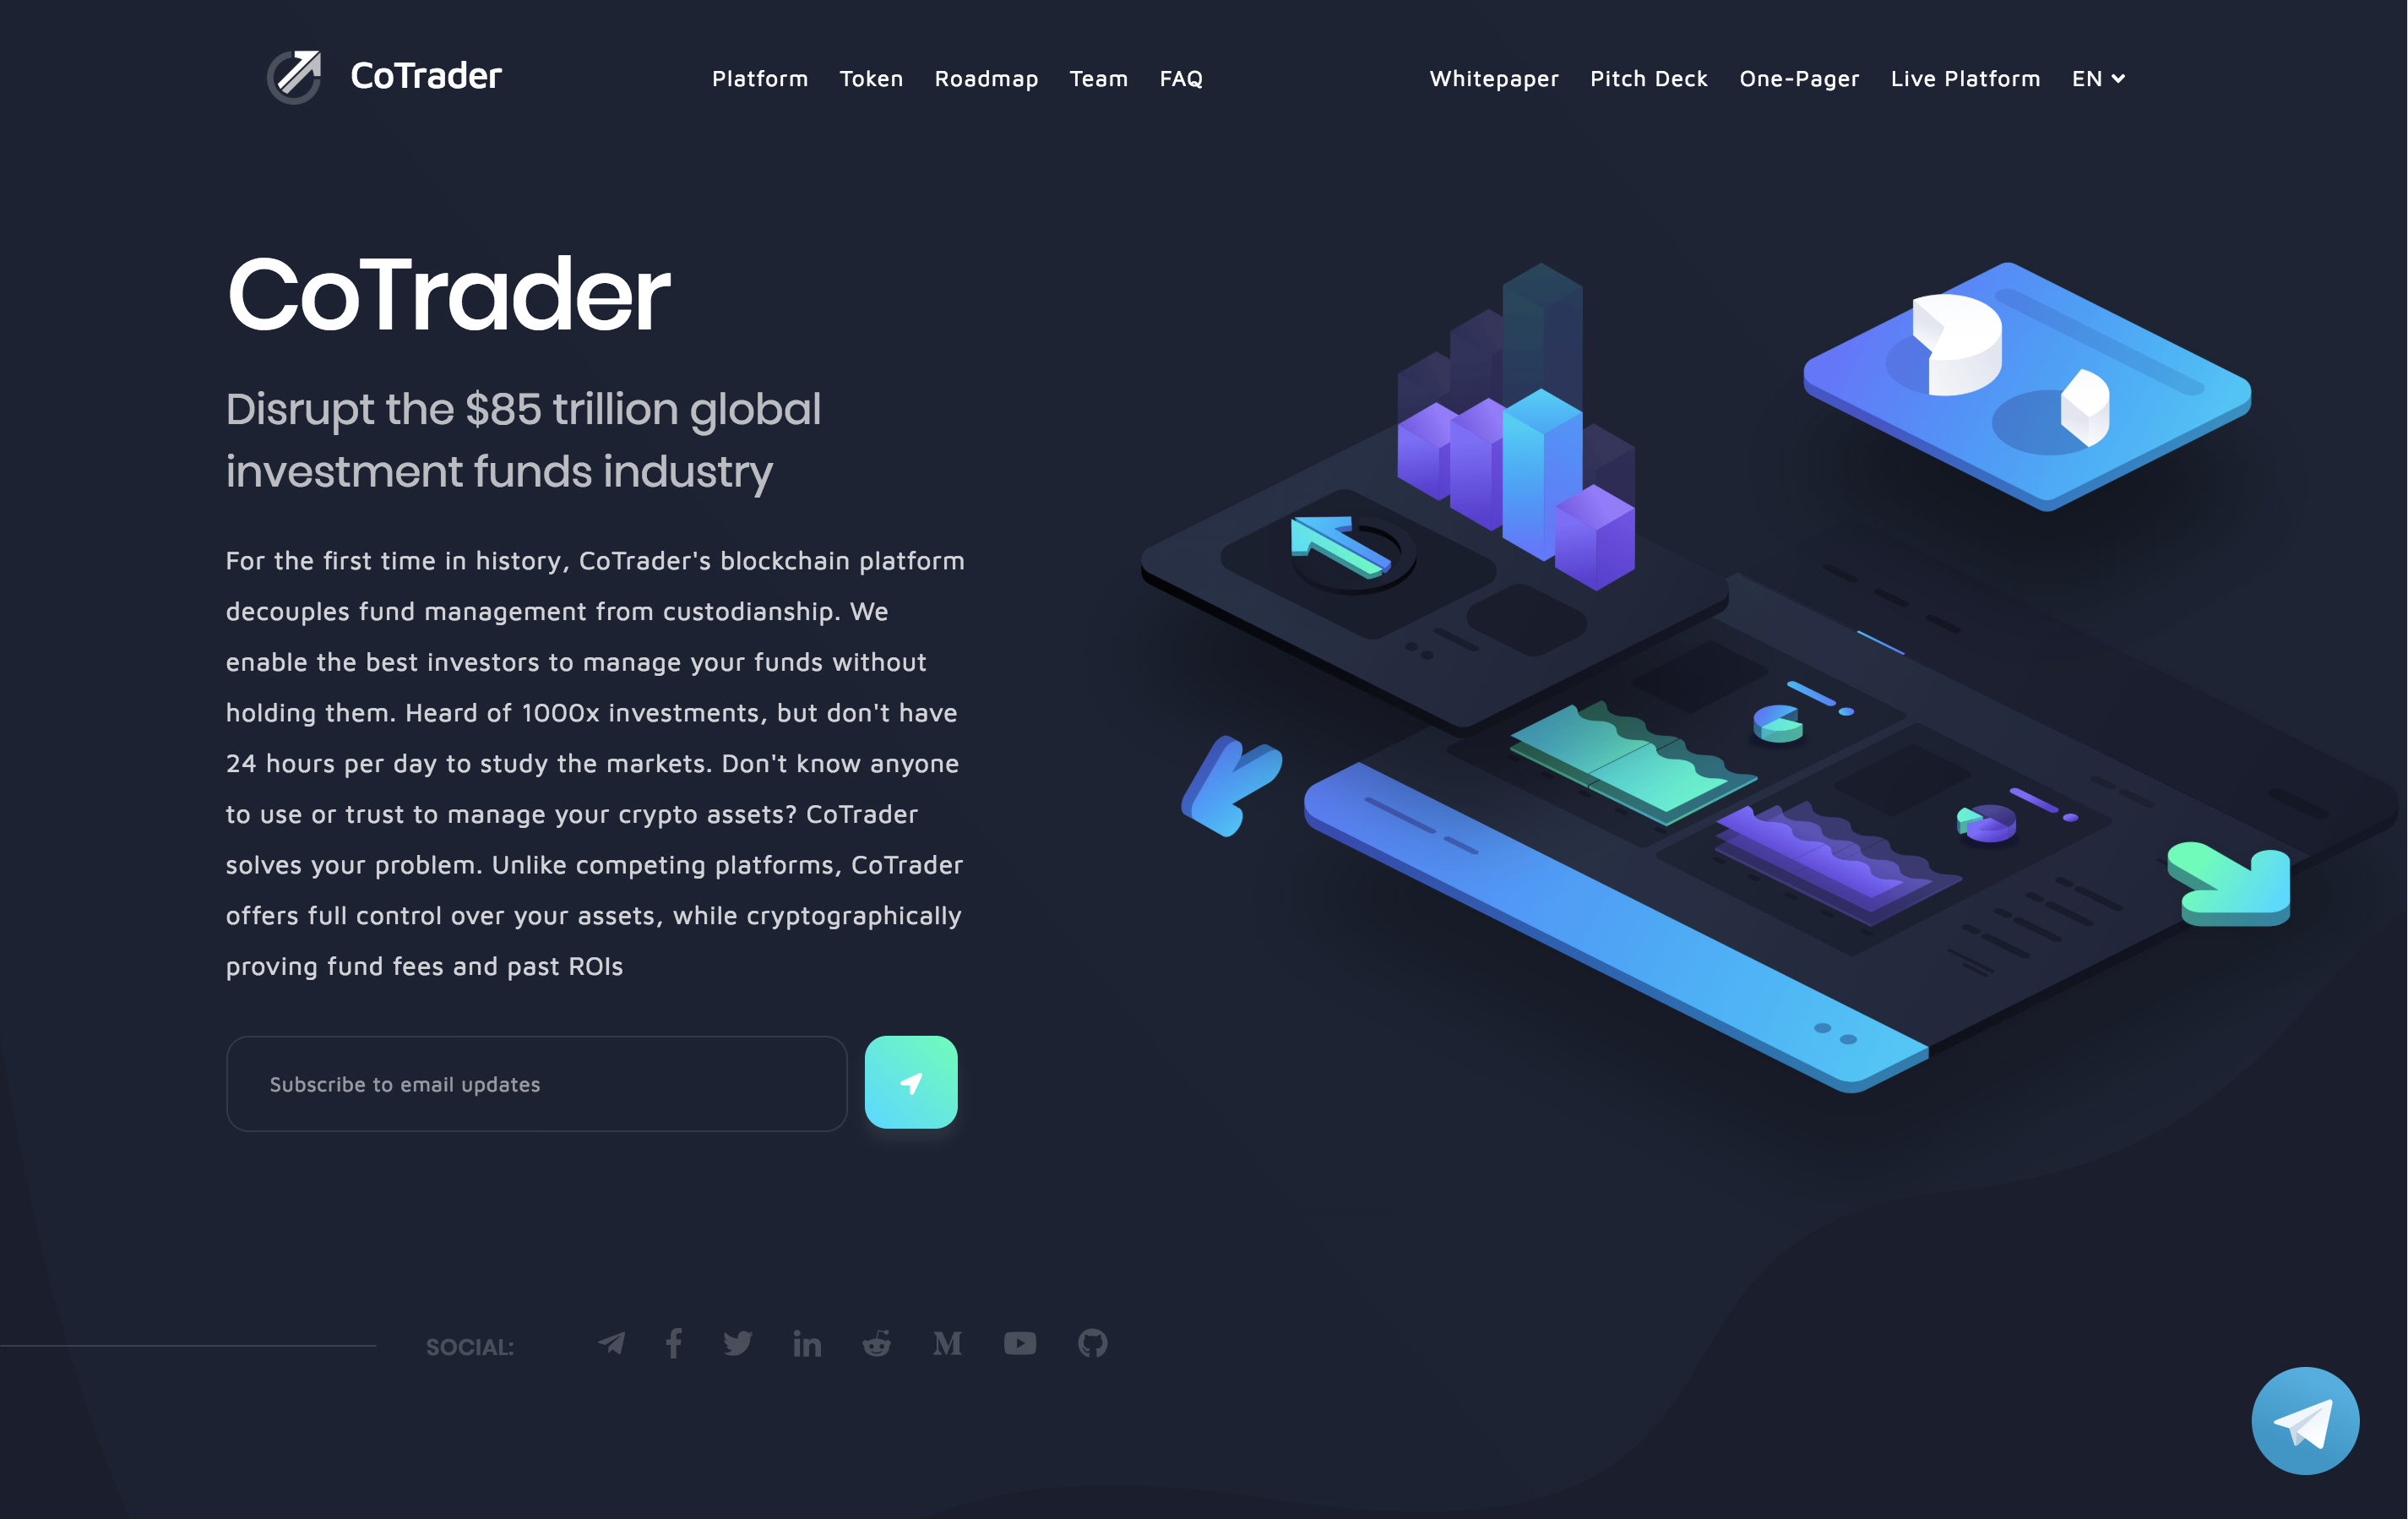 CoTrader
Platform Token Roadmap Team FAQ
Whitepaper Pitch Deck One-Pager Live Platform EN
CoTrader
Disrupt the $85 trillion global
investment funds industry
For the first time in history, CoTrader's blockchain platform
decouples fund management from custodianship. We
enable the best investors to manage your funds without
holding them. Heard of 1000x investments, but don't have
24 hours per day to study the markets. Don't know anyone
to use or trust to manage your crypto assets? CoTrader
solves your problem. Unlike competing platforms, CoTrader
offers full control over your assets, while cryptographically
proving fund fees and past ROIs
Subscribe to email updates
SOCIAL: